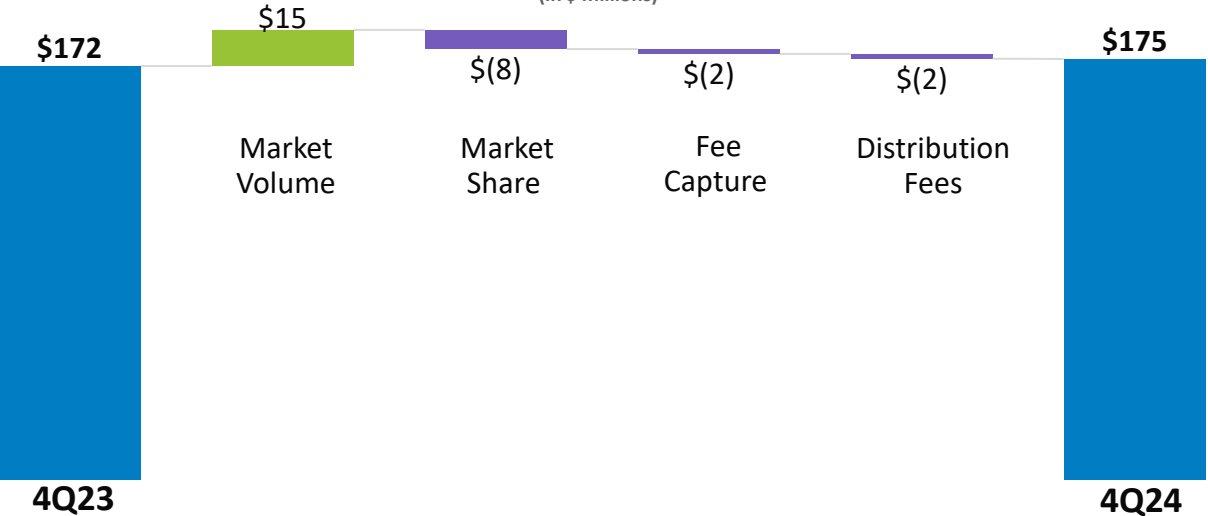 $15
$172
$175
$(8)
$(2)
$(2)
Market
Volume
Market
Share
Fee
Capture
Distribution
Fees
4Q23
4Q24